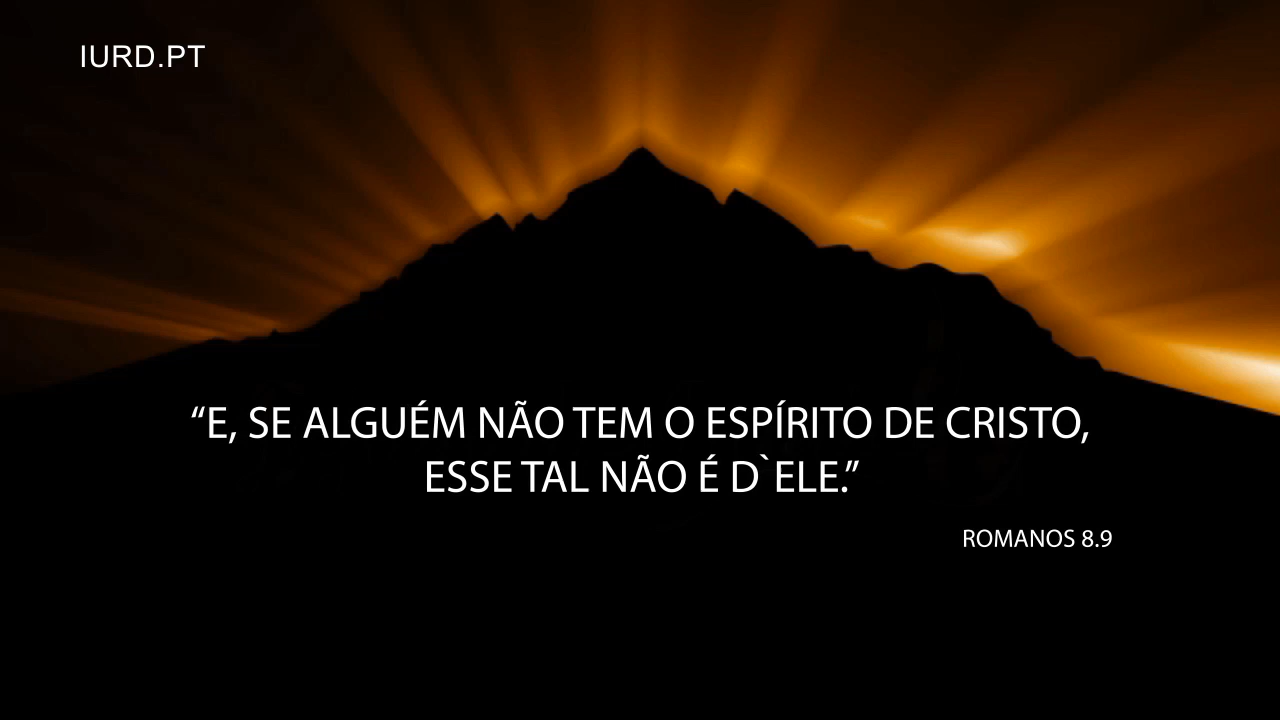 IURD.PT
“E, SE ALGUÉM NÃO TEM O ESPÍRITO DE CRISTO,
ESSE TAL NÃO É D`ELE.”
ROMANOS 8.9